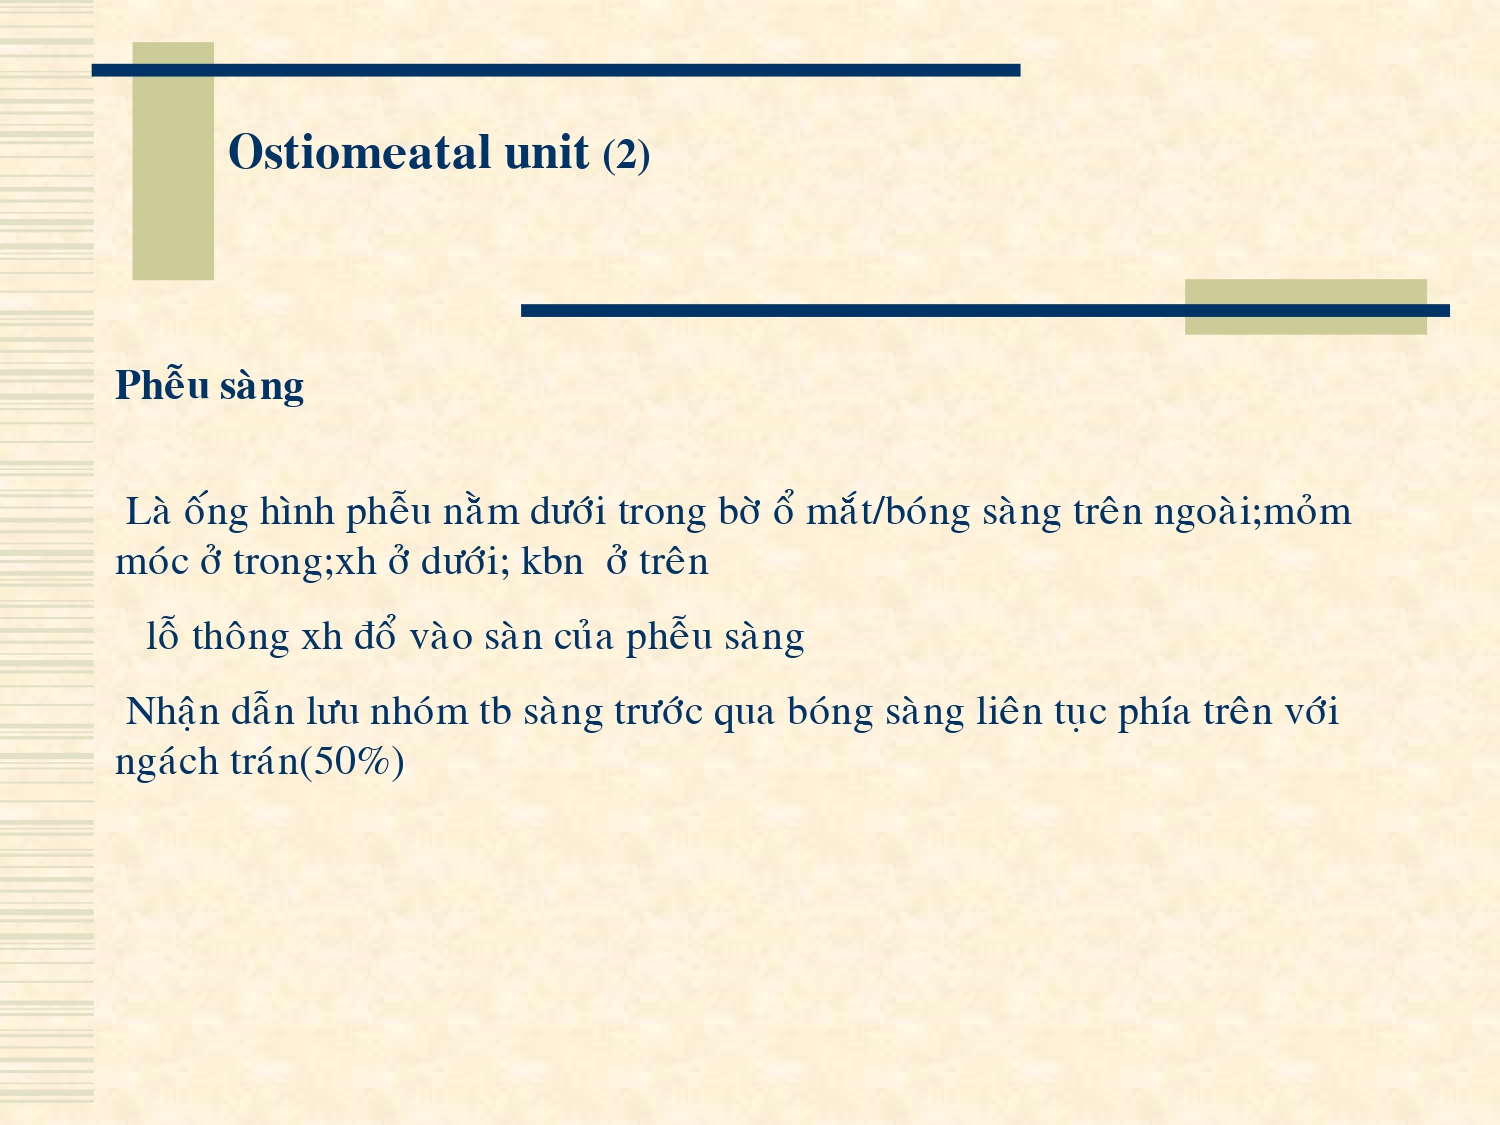 Ostiomeatal unit (2)
Phễu sàng
Là ống hình phễu nằm dưới trong bờ ổ mắt/bóng sàng trên ngoài;mỏm
móc ở trong;xh ở dưới; kbn ở trên
lỗ thông xh đổ vào sàn của phễu sàng
Nhận dẫn lưu nhóm tb sàng trước qua bóng sàng liên tục phía trên với
ngách trán(50%)